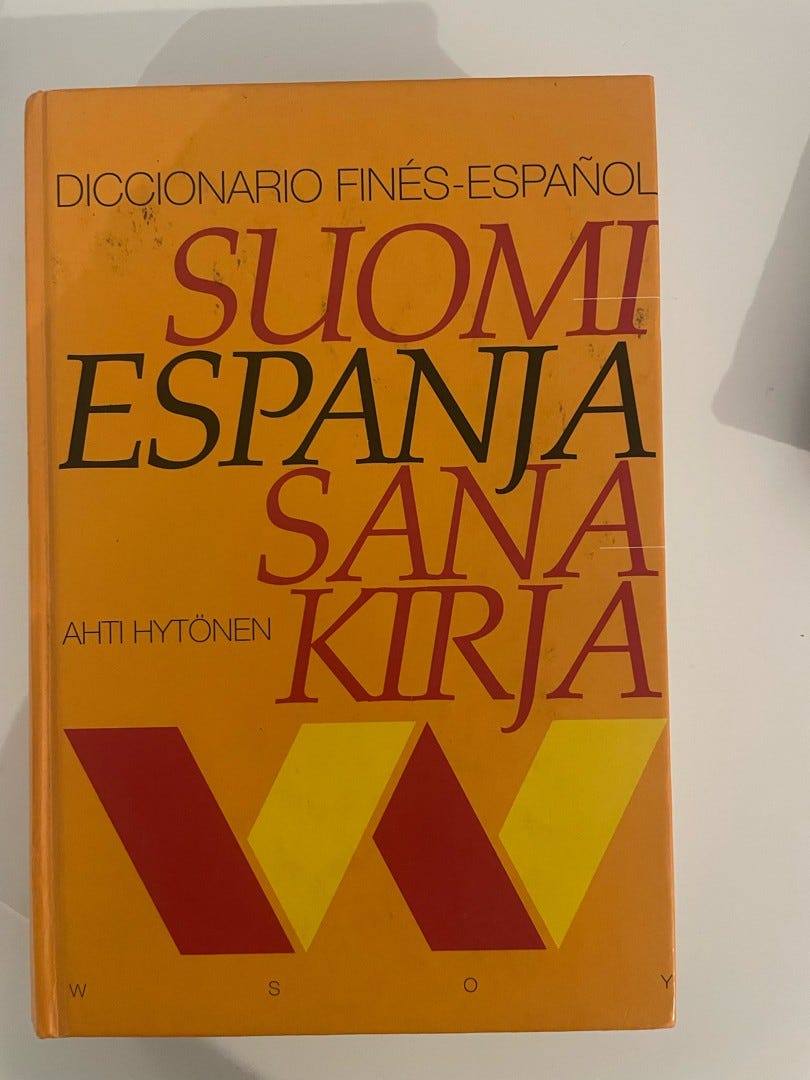 DICCIONARIO FINÉS-ESPAÑOL
SUOMI
ESPANJA
SANA
KIRJA
AHTI HYTÖNEN
W S O Y